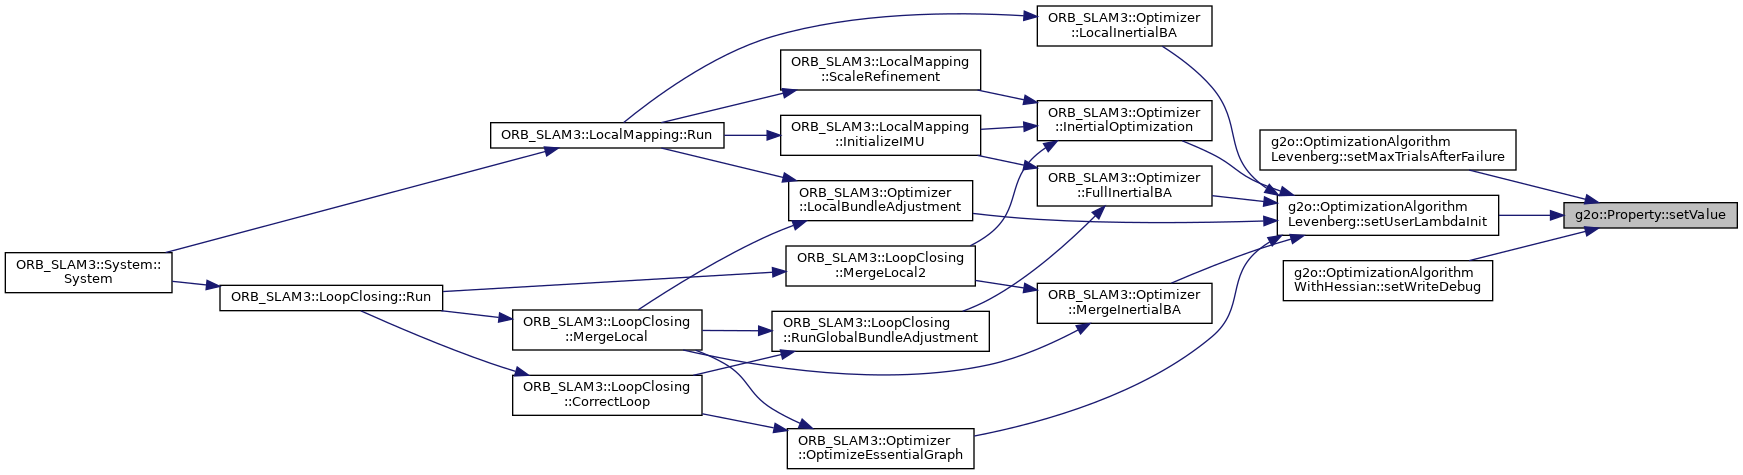 ORB_SLAM3::Optimizer
::LocalInertialBA
ORB_SLAM3::LocalMapping
::ScaleRefinement
ORB_SLAM3::Optimizer
::InertialOptimization
ORB_SLAM3::LocalMapping::Run
ORB_SLAM3::LocalMapping
::InitializeIMU
g2o::OptimizationAlgorithm
Levenberg::setMaxTrialsAfterFailure
ORB_SLAM3::Optimizer
::FullInertialBA
ORB_SLAM3::Optimizer
::LocalBundleAdjustment
g2o::OptimizationAlgorithm
Levenberg::setUserLambdaInit
g2o::Property::setValue
ORB_SLAM3::System::
System
ORB_SLAM3::LoopClosing
::MergeLocal2
g2o::OptimizationAlgorithm
WithHessian::setWriteDebug
ORB_SLAM3::LoopClosing::Run
ORB_SLAM3::Optimizer
::MergeInertialBA
ORB_SLAM3::LoopClosing
::MergeLocal
ORB_SLAM3::LoopClosing
::RunGlobalBundleAdjustment
ORB_SLAM3::LoopClosing
::CorrectLoop
ORB_SLAM3::Optimizer
::OptimizeEssentialGraph